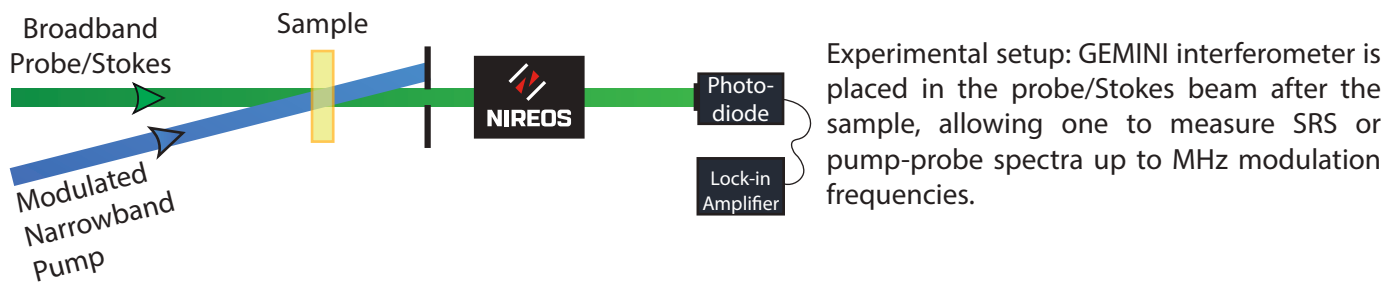 Broadband
Probe/Stokes
Sample
Modulated
Narrowband
Pump
NIREOS
Photo-
diode
Lock-in
Amplifier
Experimental setup: GEMINI interferometer is
placed in the probe/Stokes beam after the
sample, allowing one to measure SRS or
pump-probe spectra up to MHz modulation
frequencies.